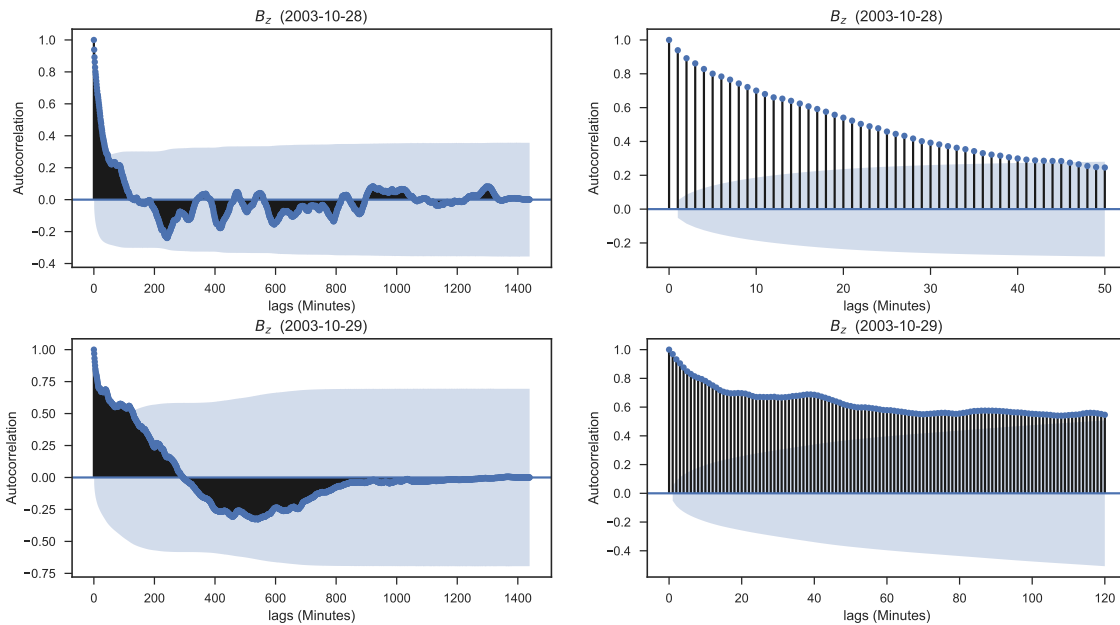 B_z (2003-10-28)
Autocorrelation
1.0
0.8
0.6
0.4
0.2
0.0
−0.2
−0.4
0 200 400 600 800 1000 1200 1400
lags (Minutes)
B_z (2003-10-28)
Autocorrelation
1.0
0.8
0.6
0.4
0.2
0.0
−0.2
0 10 20 30 40 50
lags (Minutes)
B_z (2003-10-29)
Autocorrelation
1.00
0.75
0.50
0.25
0.00
−0.25
−0.50
−0.75
0 200 400 600 800 1000 1200 1400
lags (Minutes)
B_z (2003-10-29)
Autocorrelation
1.0
0.8
0.6
0.4
0.2
0.0
−0.2
−0.4
0 20 40 60 80 100 120
lags (Minutes)